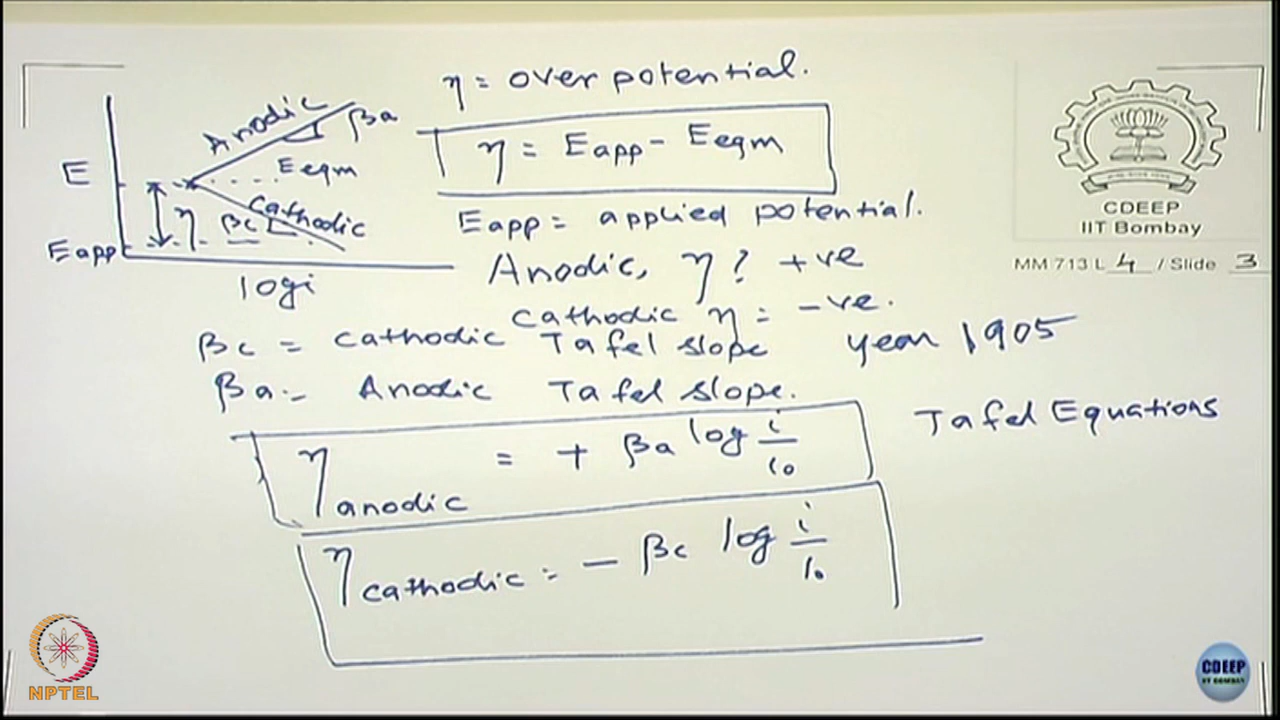 η = over potential.
η = Eapp - Eeqm
Eapp = applied potential.
Anodic
βa
E
Eeqm
Cathodic
βc
η
Eapp
log i
Anodic, η? +ve
cathodic η = -ve.
βc = cathodic Tafel slope
year 1905
βa - Anodic Tafel slope.
Tafel Equations
η anodic = + βa log i/i₀
η cathodic = - βc log i/i₀
CDEEP
IIT Bombay
MM 713 L 4 / Slide 3
NPTEL
CDEEP
IIT BOMBAY